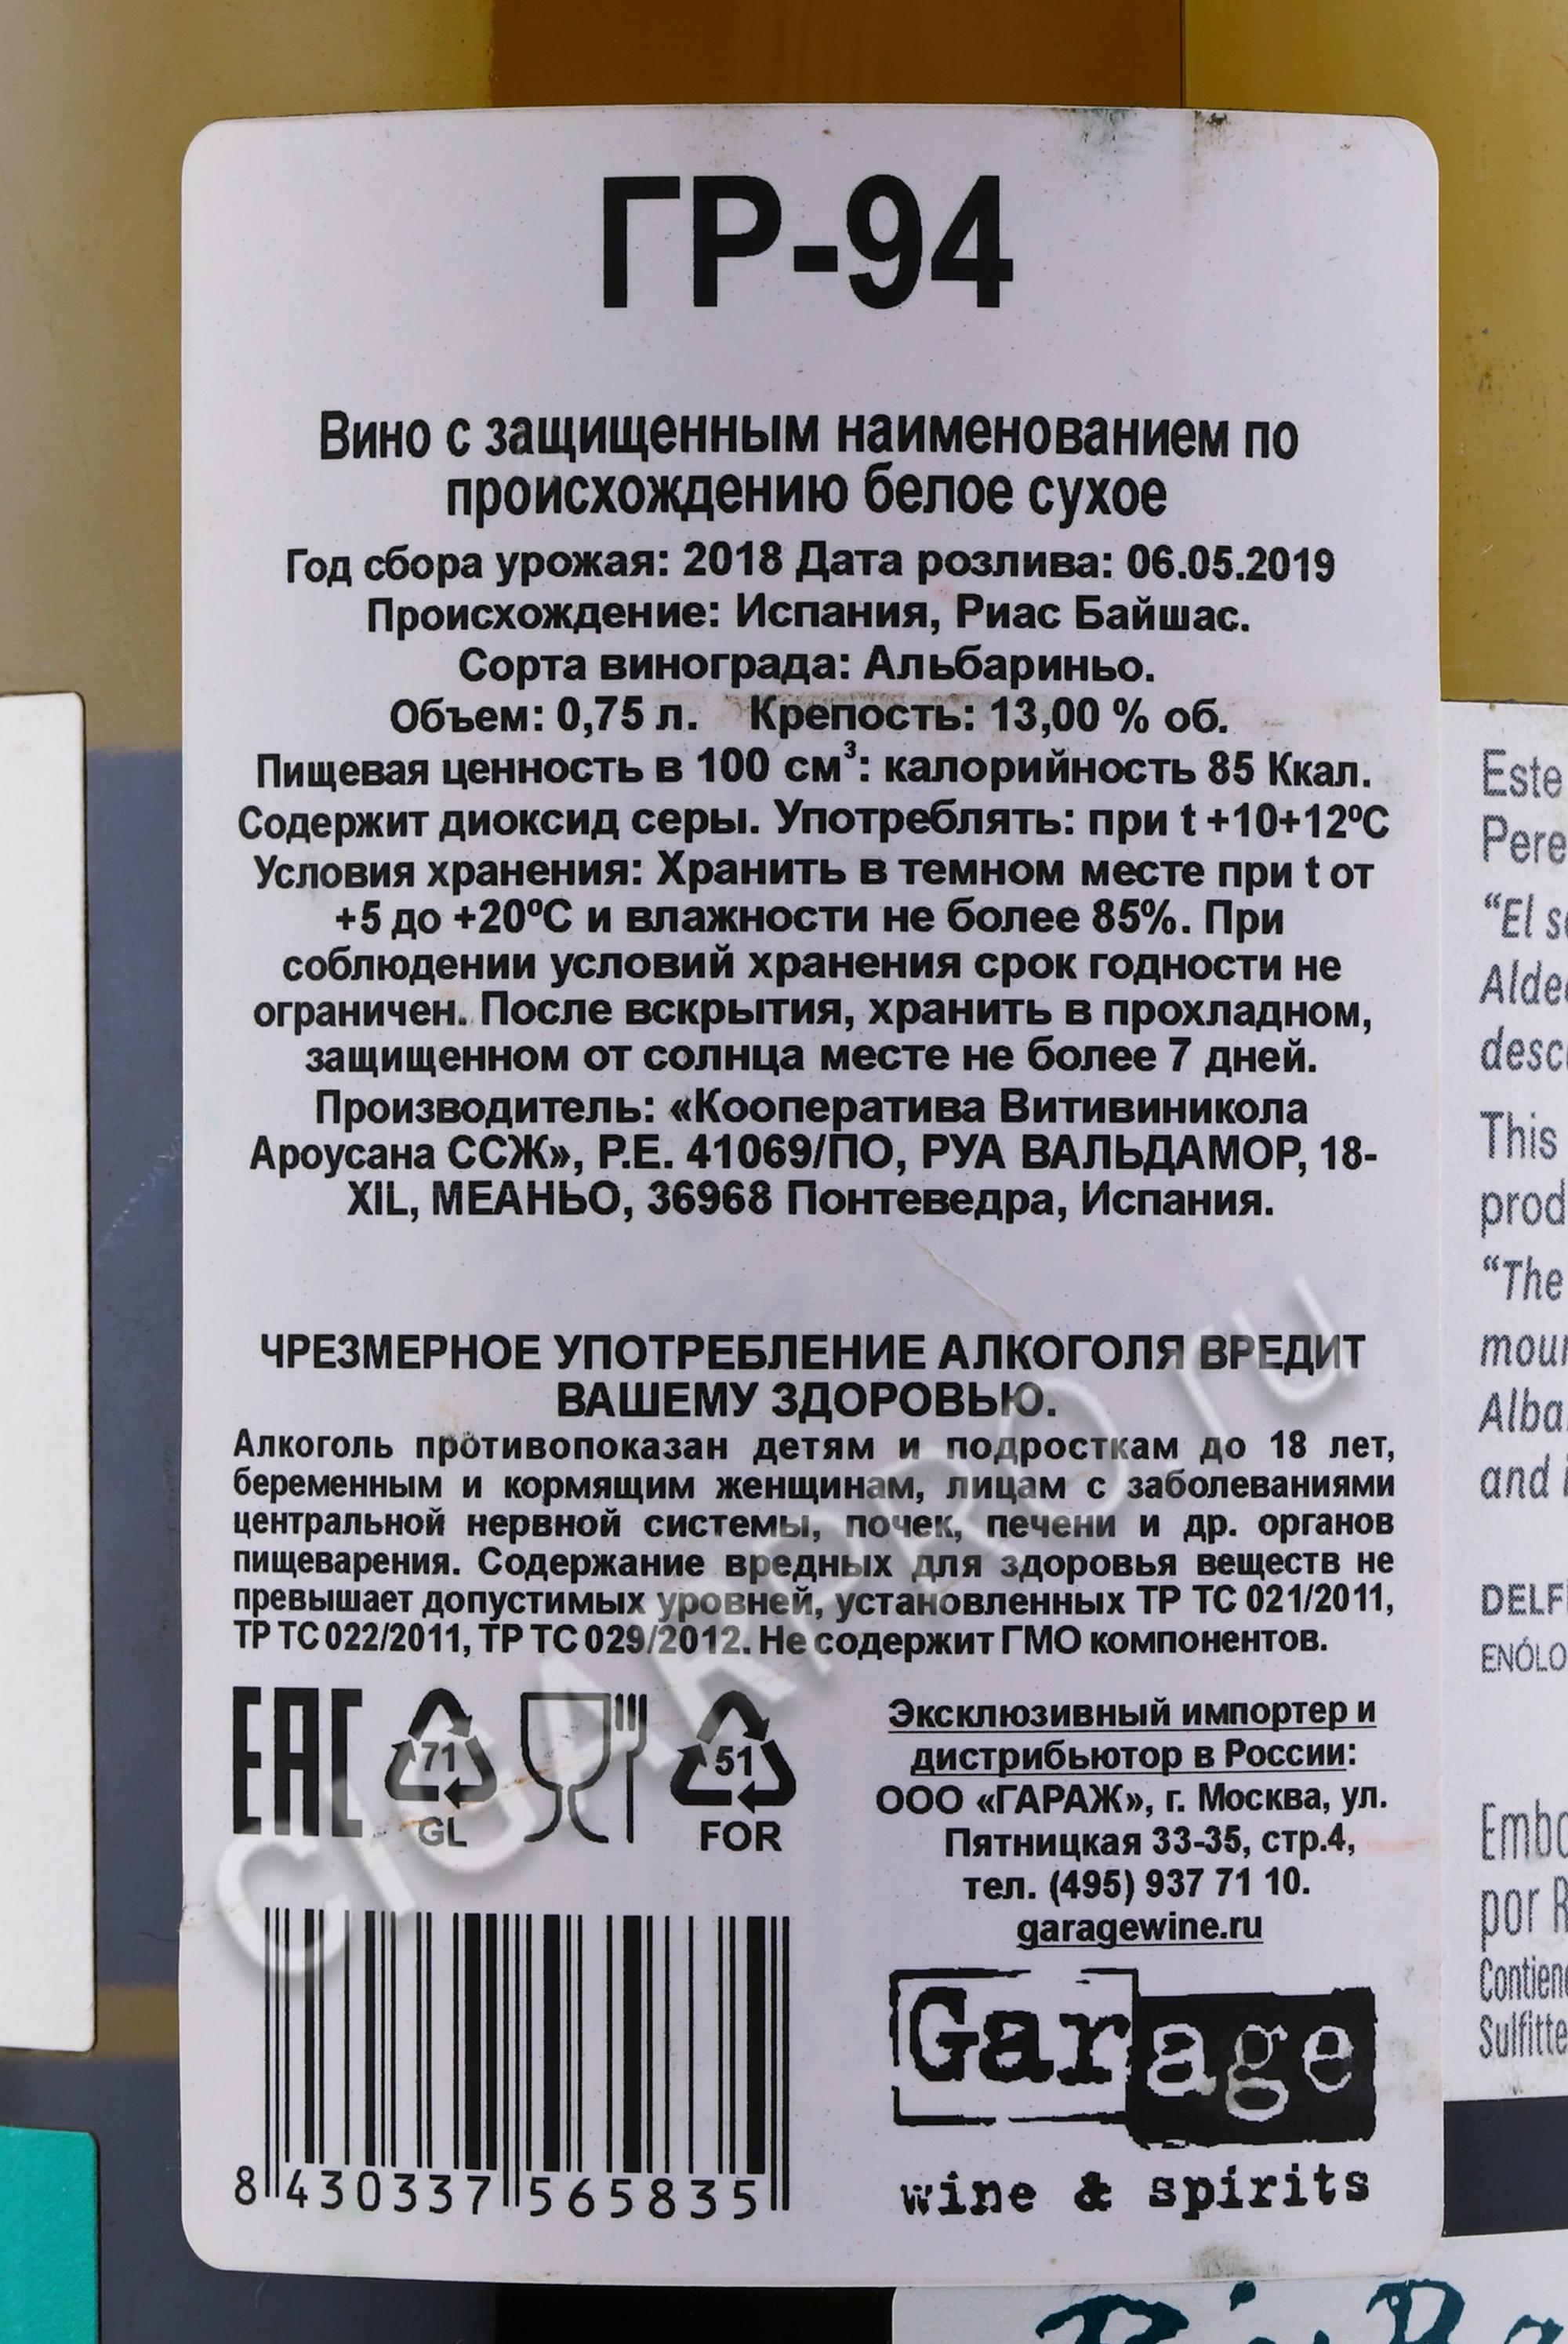 ГР-94
Вино с защищенным наименованием по
происхождению белое сухое
Год сбора урожая: 2018 Дата розлива: 06.05.2019
Происхождение: Испания, Риас Байшас.
Сорта винограда: Альбариньо.
Объем: 0,75 л. Крепость: 13,00 % об.
Пищевая ценность в 100 см³: калорийность 85 Ккал.
Содержит диоксид серы. Употреблять: при t +10+12ºC
Условия хранения: Хранить в темном месте при t от
+5 до +20ºC и влажности не более 85%. При
соблюдении условий хранения срок годности не
ограничен. После вскрытия, хранить в прохладном,
защищенном от солнца месте не более 7 дней.
Производитель: «Кооператива Витивиникола
Ароусана ССЖ», Р.Е. 41069/ПО, РУА ВАЛЬДАМОР, 18-
XIL, МЕАНЬО, 36968 Понтеведра, Испания.
ЧРЕЗМЕРНОЕ УПОТРЕБЛЕНИЕ АЛКОГОЛЯ ВРЕДИТ
ВАШЕМУ ЗДОРОВЬЮ.
Алкоголь противопоказан детям и подросткам до 18 лет,
беременным и кормящим женщинам, лицам с заболеваниями
центральной нервной системы, почек, печени и др. органов
пищеварения. Содержание вредных для здоровья веществ не
превышает допустимых уровней, установленных ТР ТС 021/2011,
ТР ТС 022/2011, ТР ТС 029/2012. Не содержит ГМО компонентов.
EAC
71
GL
51
FOR
Эксклюзивный импортер и
дистрибьютор в России:
ООО «ГАРАЖ», г. Москва, ул.
Пятницкая 33-35, стр.4,
тел. (495) 937 71 10.
garagewine.ru
Garage
wine & spirits
8 430337 565835
CIGARPRO.ru
Este
"El
This
"The
and
por